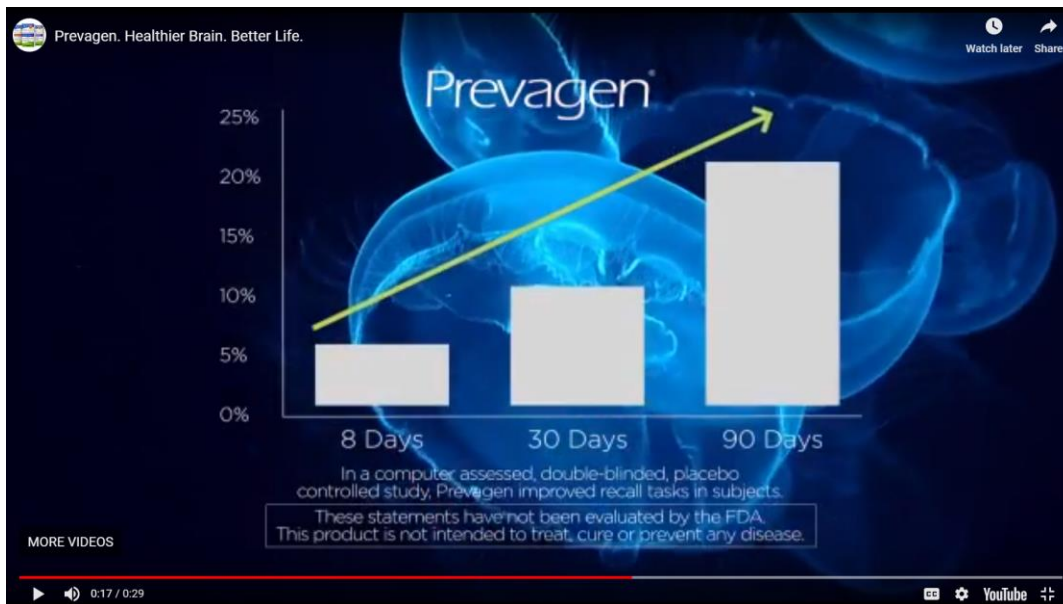 Prevagen. Healthier Brain. Better Life.
Watch later
Share
Prevagen®
25%
20%
15%
10%
5%
0%
8 Days
30 Days
90 Days
In a computer assessed, double-blinded, placebo
controlled study, Prevagen improved recall tasks in subjects.
These statements have not been evaluated by the FDA.
This product is not intended to treat, cure or prevent any disease.
MORE VIDEOS
0:17 / 0:29
CC
YouTube